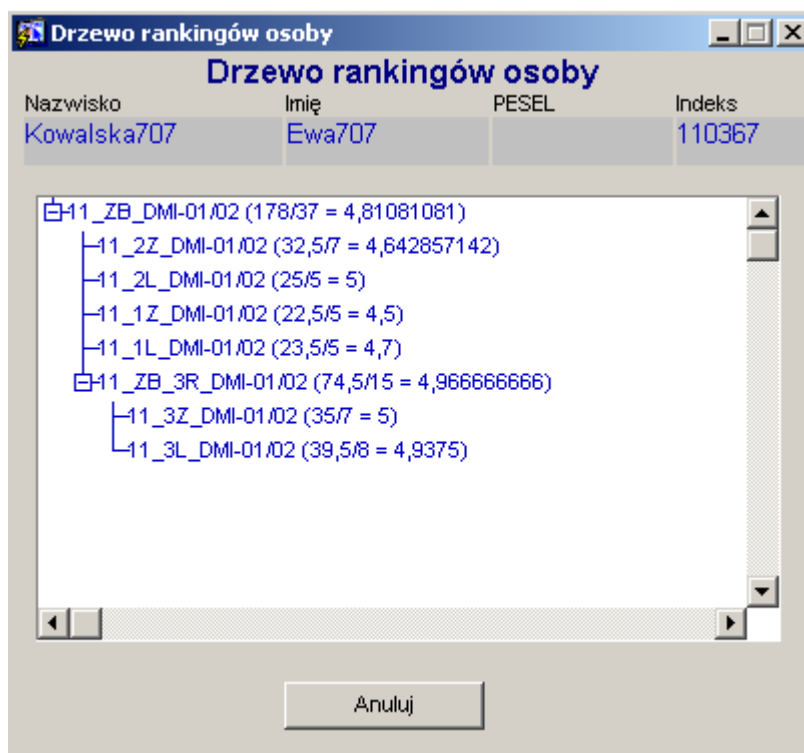 Drzewo rankingów osoby
Drzewo rankingów osoby
Nazwisko Imię PESEL Indeks
Kowalska707 Ewa707 110367
11_ZB_DMI-01/02 (178/37 = 4,81081081)
11_2Z_DMI-01/02 (32,5/7 = 4,642857142)
11_2L_DMI-01/02 (25/5 = 5)
11_1Z_DMI-01/02 (22,5/5 = 4,5)
11_1L_DMI-01/02 (23,5/5 = 4,7)
11_ZB_3R_DMI-01/02 (74,5/15 = 4,966666666)
11_3Z_DMI-01/02 (35/7 = 5)
11_3L_DMI-01/02 (39,5/8 = 4,9375)
Anuluj